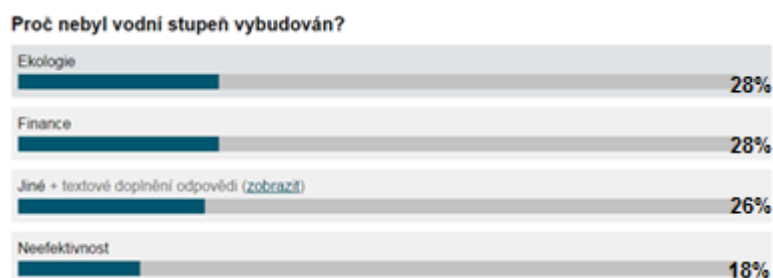 Proč nebyl vodní stupeň vybudován?
Ekologie
28%
Finance
28%
Jiné + textové doplnění odpovědi (zobrazit)
26%
Neefektivnost
18%